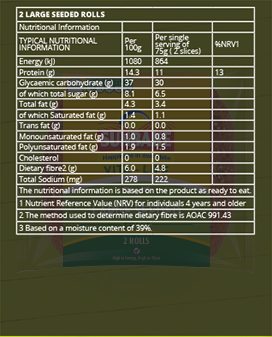 2 LARGE SEEDED ROLLS
Nutritional Information
TYPICAL NUTRITIONAL INFORMATION Per 100g Per single serving of 75g ( 2 slices) %NRV1
Energy (kJ) 1080 864
Protein (g) 14.3 11 13
Glycaemic carbohydrate (g) 37 30
of which total sugar (g) 8.1 6.5
Total fat (g) 4.3 3.4
of which Saturated fat (g) 1.4 1.1
Trans fat (g) 0.0 0.0
Monounsaturated fat (g) 1.0 0.8
Polyunsaturated fat (g) 1.9 1.5
Cholesterol 0 0
Dietary fibre2 (g) 6.0 4.8
Total Sodium (mg) 278 222
The nutritional information is based on the product as ready to eat.
1 Nutrient Reference Value (NRV) for individuals 4 years and older
2 The method used to determine dietary fibre is AOAC 991.43
3 Based on a moisture content of 39%.
2 ROLLS